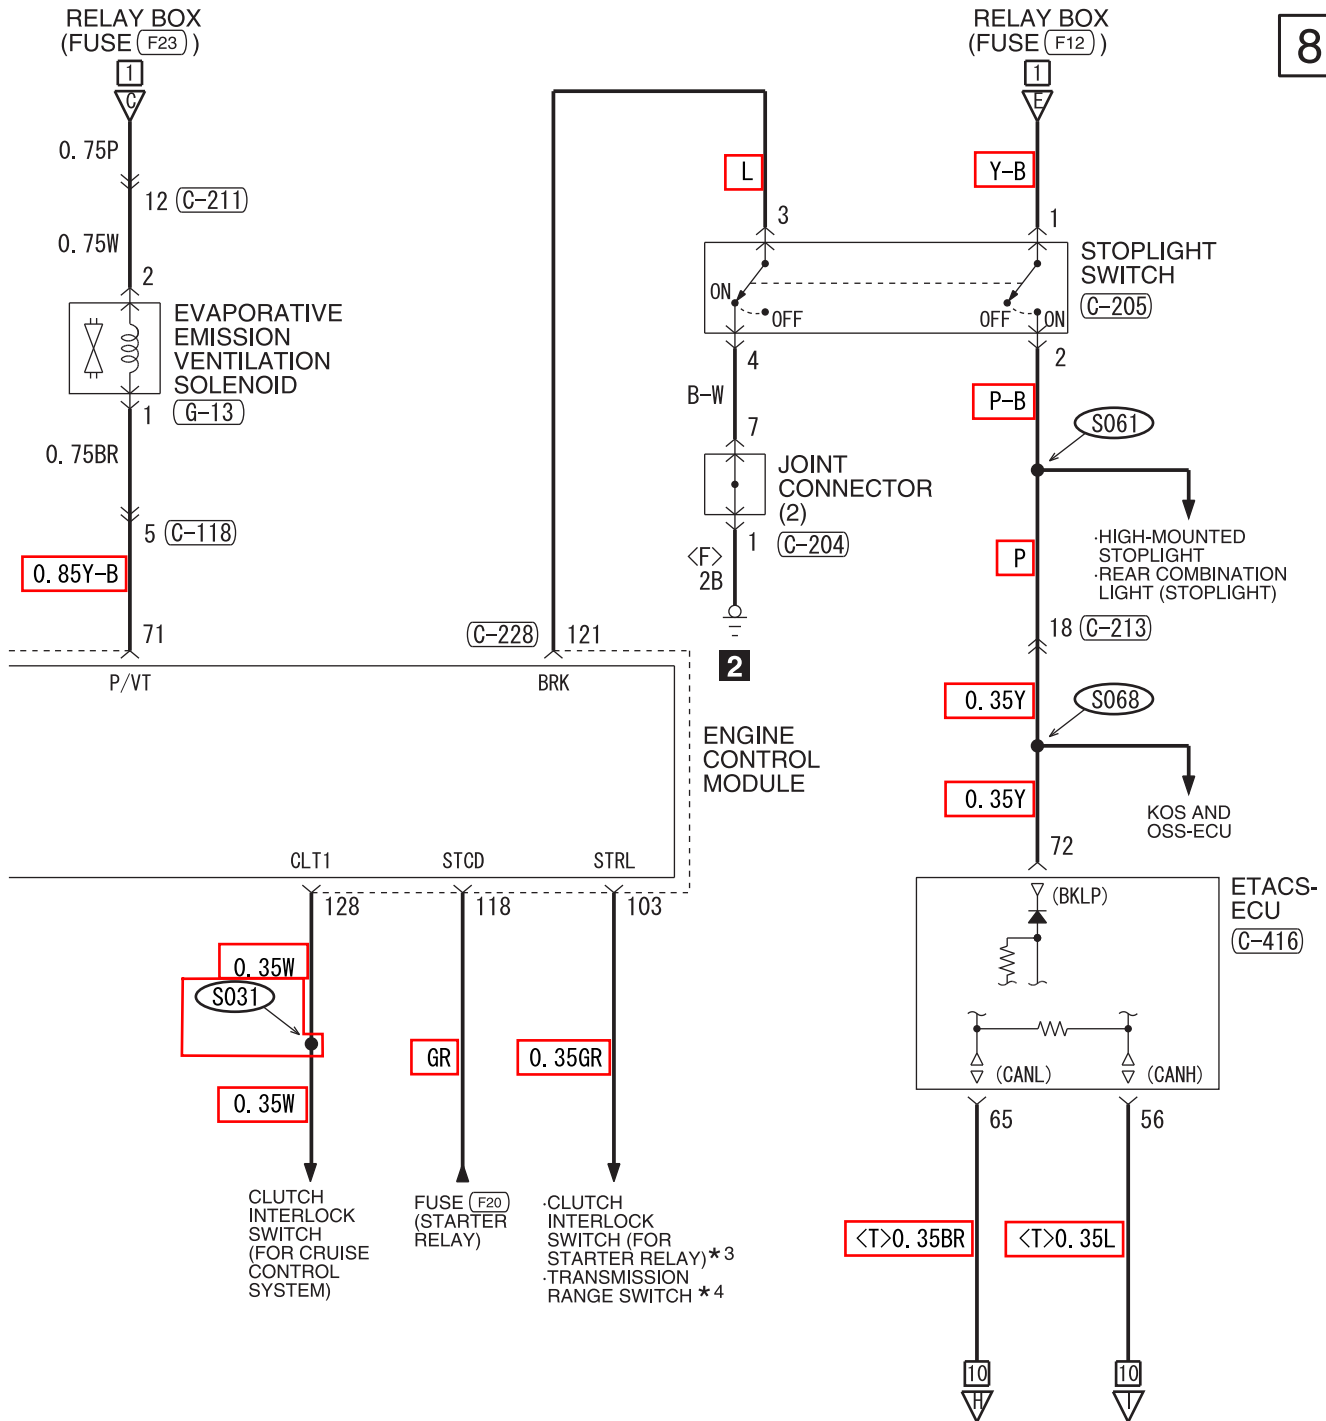 RELAY BOX
(FUSE F23 )
1
C
0.75P
12 C-211
0.75W
2
EVAPORATIVE
EMISSION
VENTILATION
SOLENOID
1 G-13
0.75BR
5 C-118
0.85Y-B
71
P/VT
RELAY BOX
(FUSE F12 )
1
E
8
L
Y-B
3
1
STOPLIGHT
SWITCH
C-205
ON
OFF
OFF
ON
4
2
B-W
P-B
7
S061
JOINT
CONNECTOR
(2)
1 C-204
<F>
2B
2
P
·HIGH-MOUNTED
STOPLIGHT
·REAR COMBINATION
LIGHT (STOPLIGHT)
18 C-213
C-228 121
BRK
0.35Y
S068
ENGINE
CONTROL
MODULE
0.35Y
KOS AND
OSS-ECU
72
CLT1
STCD
STRL
128
118
103
(BKLP)
ETACS-
ECU
C-416
0.35W
S031
GR
0.35GR
0.35W
(CANL)
(CANH)
65
56
CLUTCH
INTERLOCK
SWITCH
(FOR CRUISE
CONTROL
SYSTEM)
FUSE F20
(STARTER
RELAY)
·CLUTCH
INTERLOCK
SWITCH (FOR
STARTER RELAY)★3
·TRANSMISSION
RANGE SWITCH ★4
<T>0.35BR
<T>0.35L
10
H
10
I